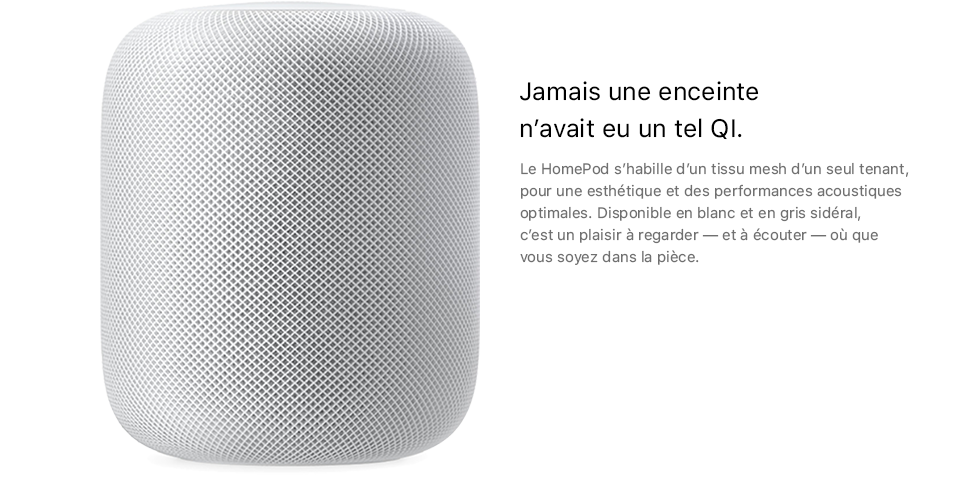 Jamais une enceinte
n’avait eu un tel QI.
Le HomePod s’habille d’un tissu mesh d’un seul tenant,
pour une esthétique et des performances acoustiques
optimales. Disponible en blanc et en gris sidéral,
c’est un plaisir à regarder — et à écouter — où que
vous soyez dans la pièce.